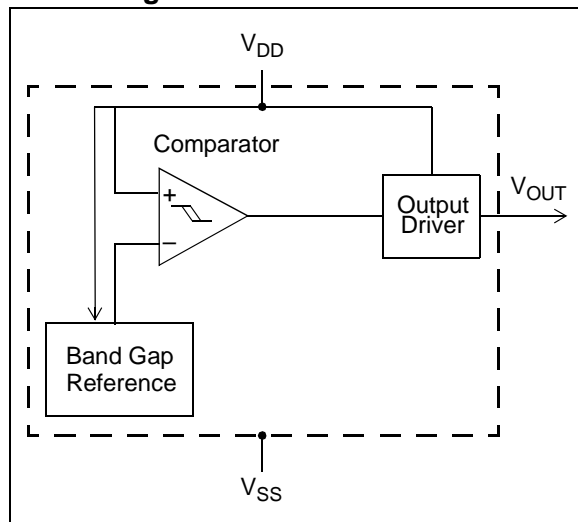 V_DD
Comparator
+
−
Output
Driver
V_OUT
Band Gap
Reference
V_SS